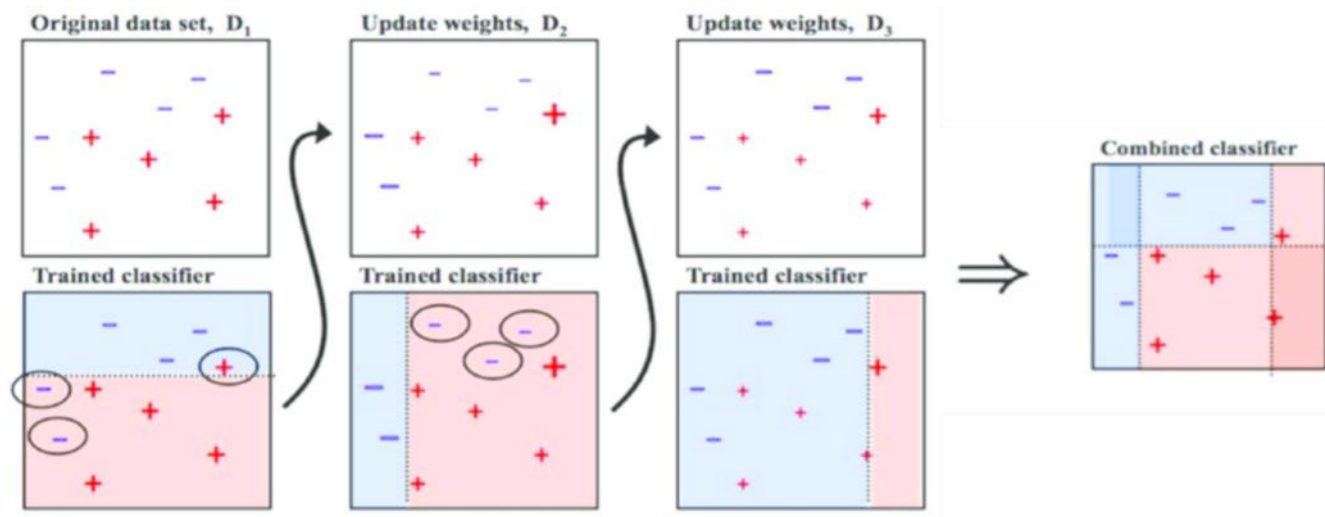 Original data set, D₁
Update weights, D₂
Update weights, D₃
Combined classifier
Trained classifier
Trained classifier
Trained classifier